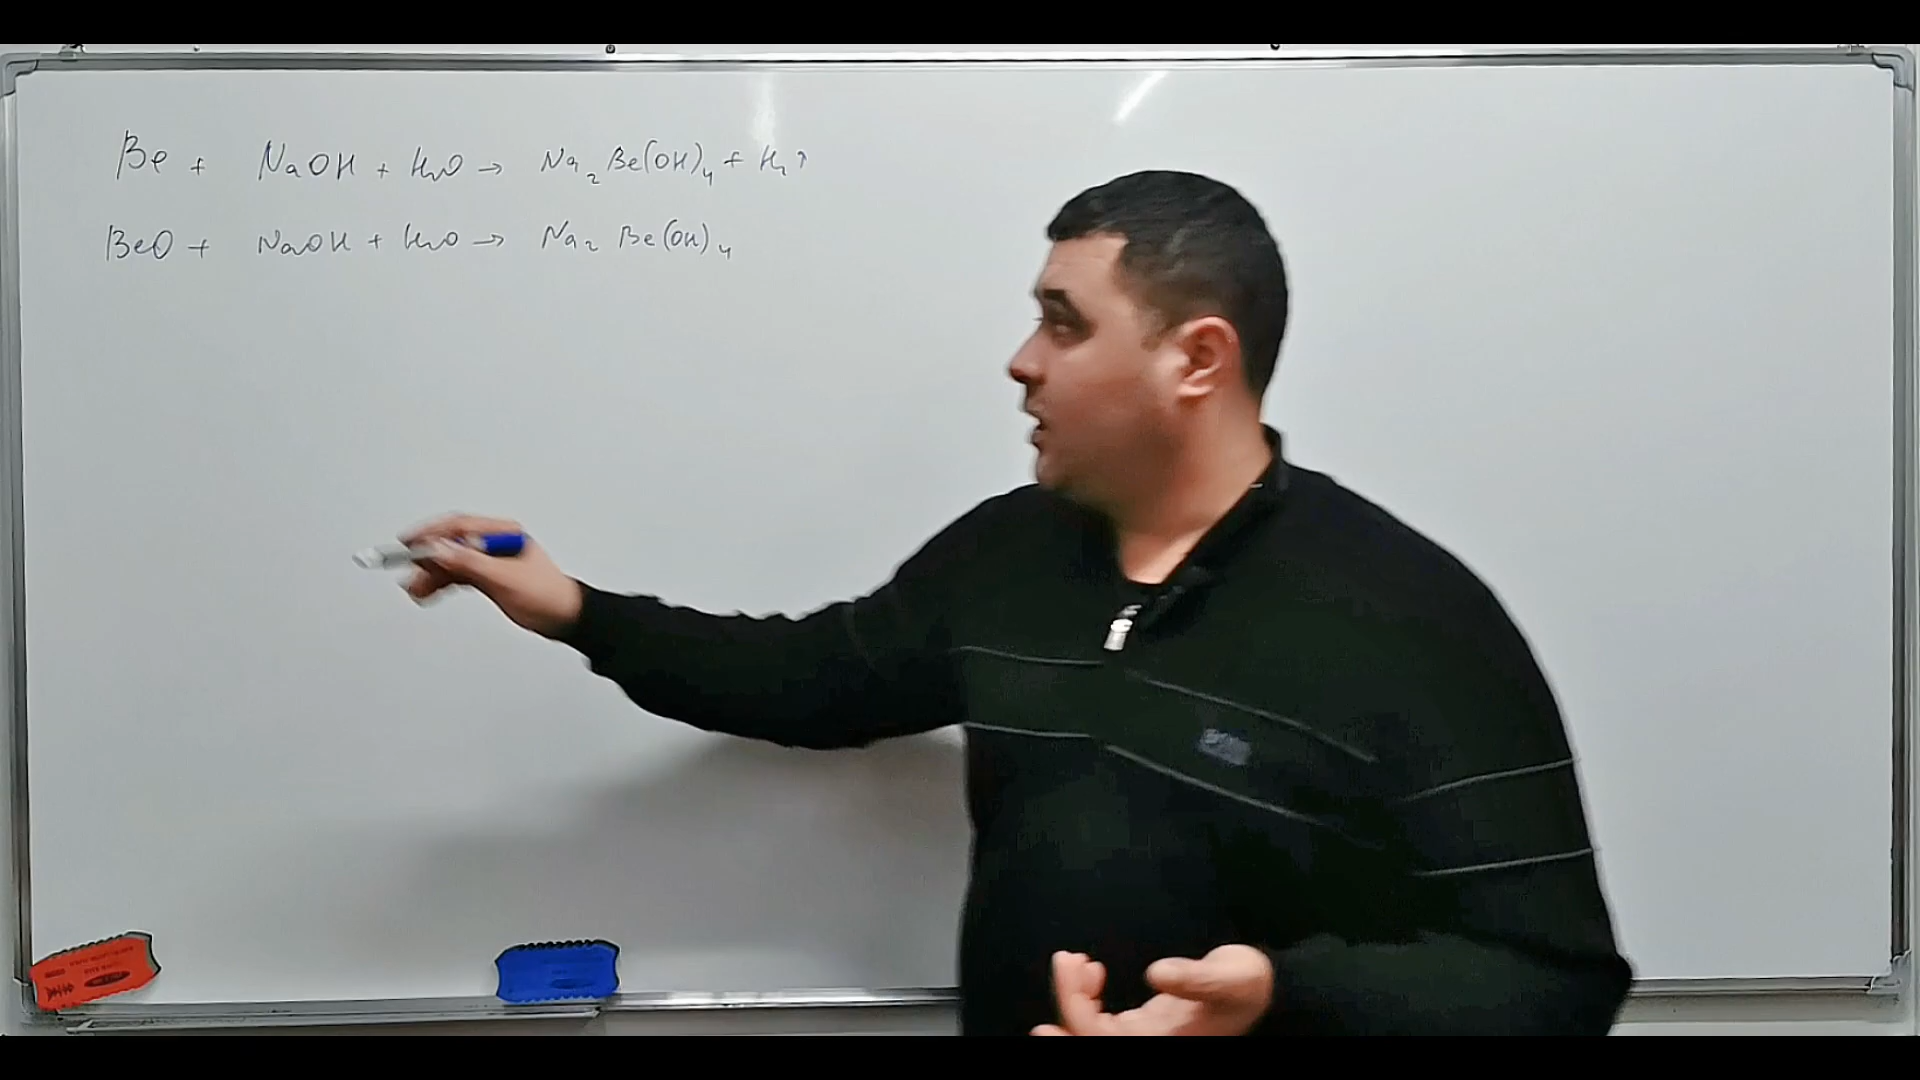 Be + NaOH + H₂O → Na₂Be(OH)₄ + H₂↑
BeO + NaOH + H₂O → Na₂Be(OH)₄